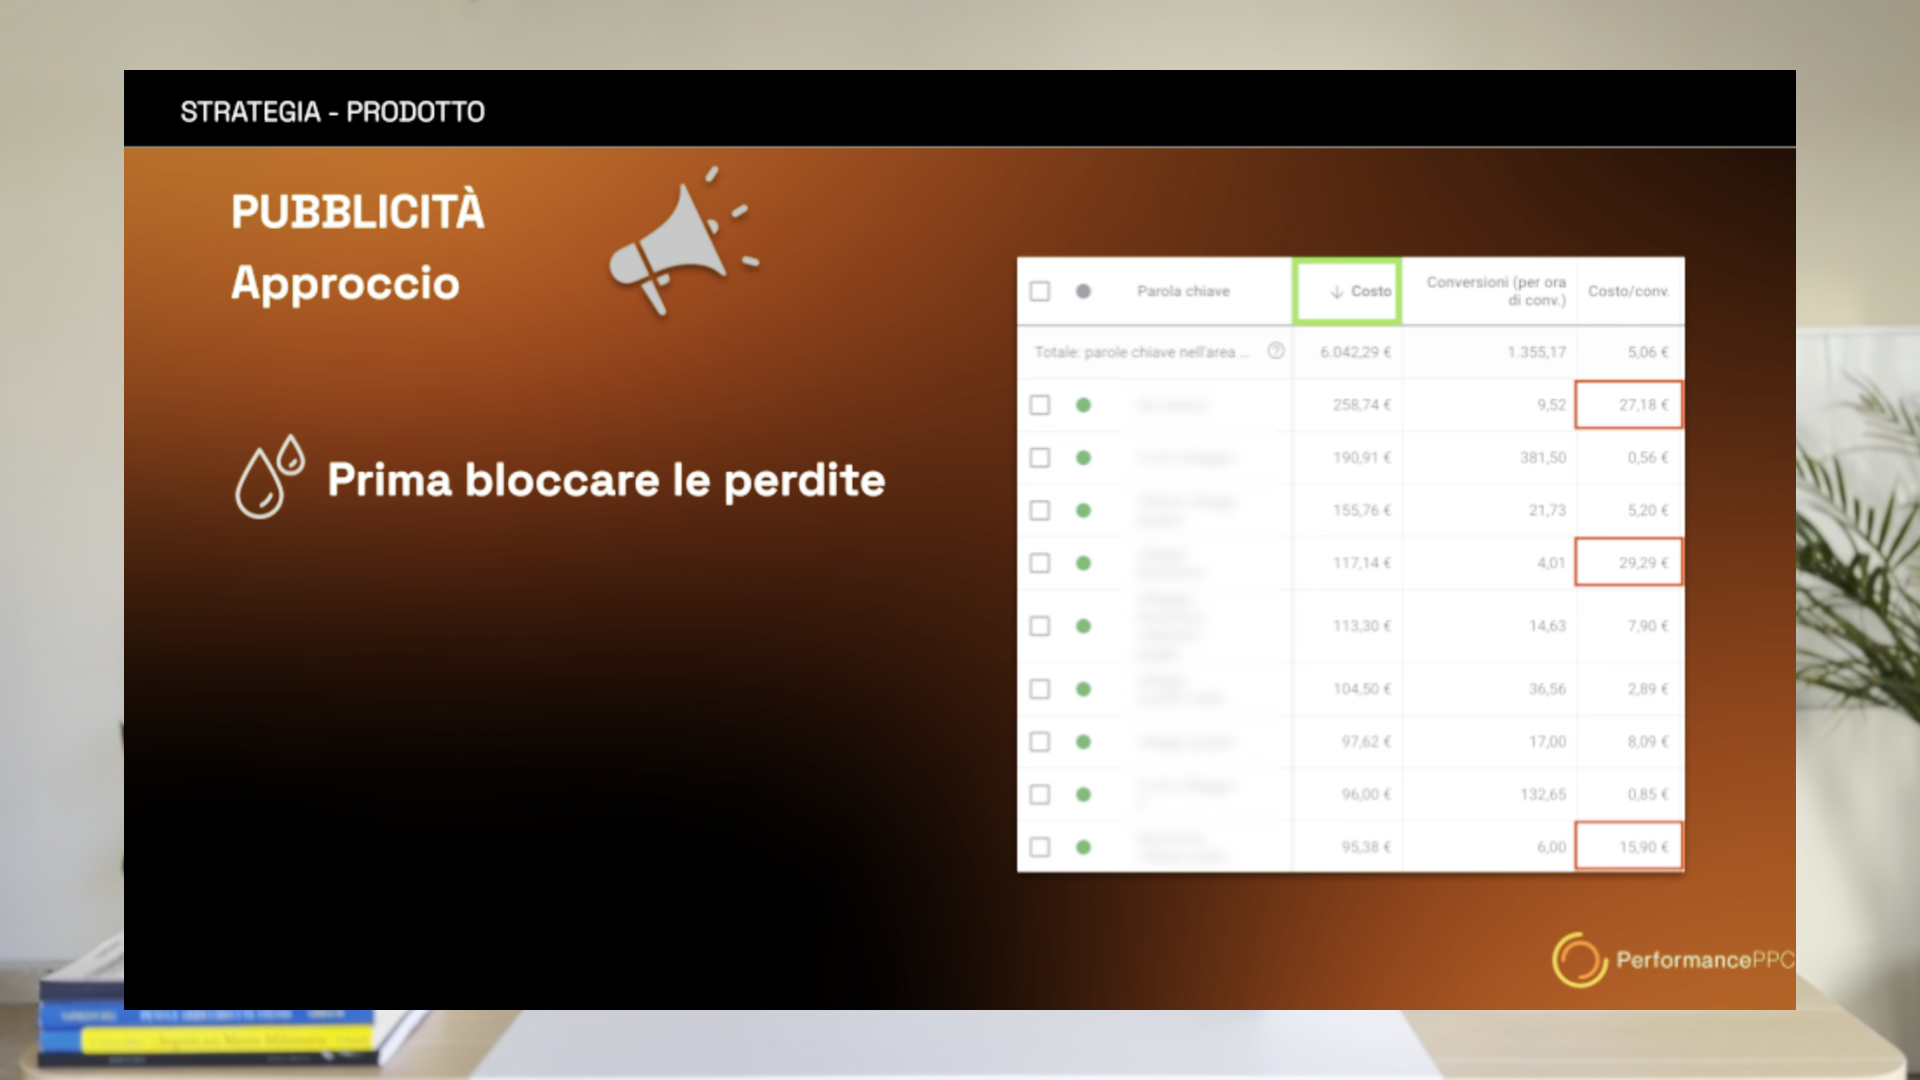 STRATEGIA - PRODOTTO
PUBBLICITÀ
Approccio
Prima bloccare le perdite
Parola chiave
Costo
Conversioni (per ora di conv.)
Costo/conv.
Totale: parole chiave nell'area ... 6.042,29 € 1.355,17 5,06 €
258,74 € 9,52 27,18 €
190,91 € 381,50 0,56 €
155,76 € 21,73 5,20 €
117,14 € 4,01 29,29 €
113,30 € 14,63 7,90 €
104,50 € 36,56 2,89 €
97,62 € 17,00 8,09 €
96,00 € 132,65 0,85 €
95,38 € 6,00 15,90 €
PerformancePPC